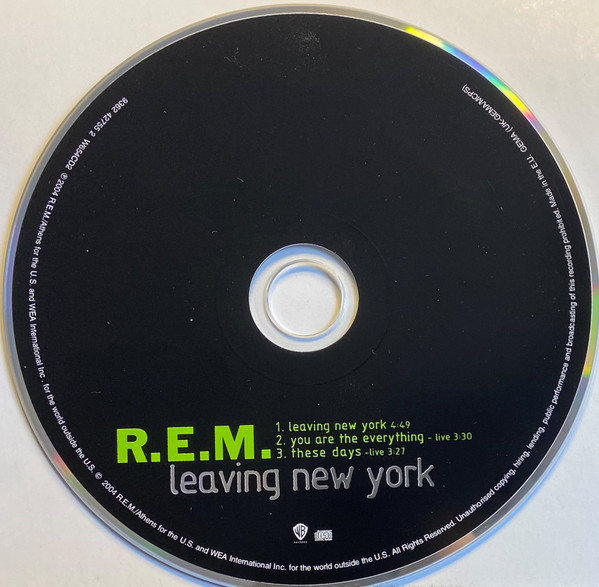 R.E.M.
leaving new york
1. leaving new york 4:49
2. you are the everything - live 3:30
3. these days -live 3:27
9362 42755 2 W654CD2 ℗ 2004 R.E.M./Athens for the U.S. and WEA International Inc. for the world outside the U.S. © 2004 R.E.M./Athens for the U.S. and WEA International Inc. for the world outside the U.S. All Rights Reserved. Unauthorised copying, hiring, lending, public performance and broadcasting of this recording prohibited. Made in the E.U. GEMA (UK-GEMA/MCPS)
WB